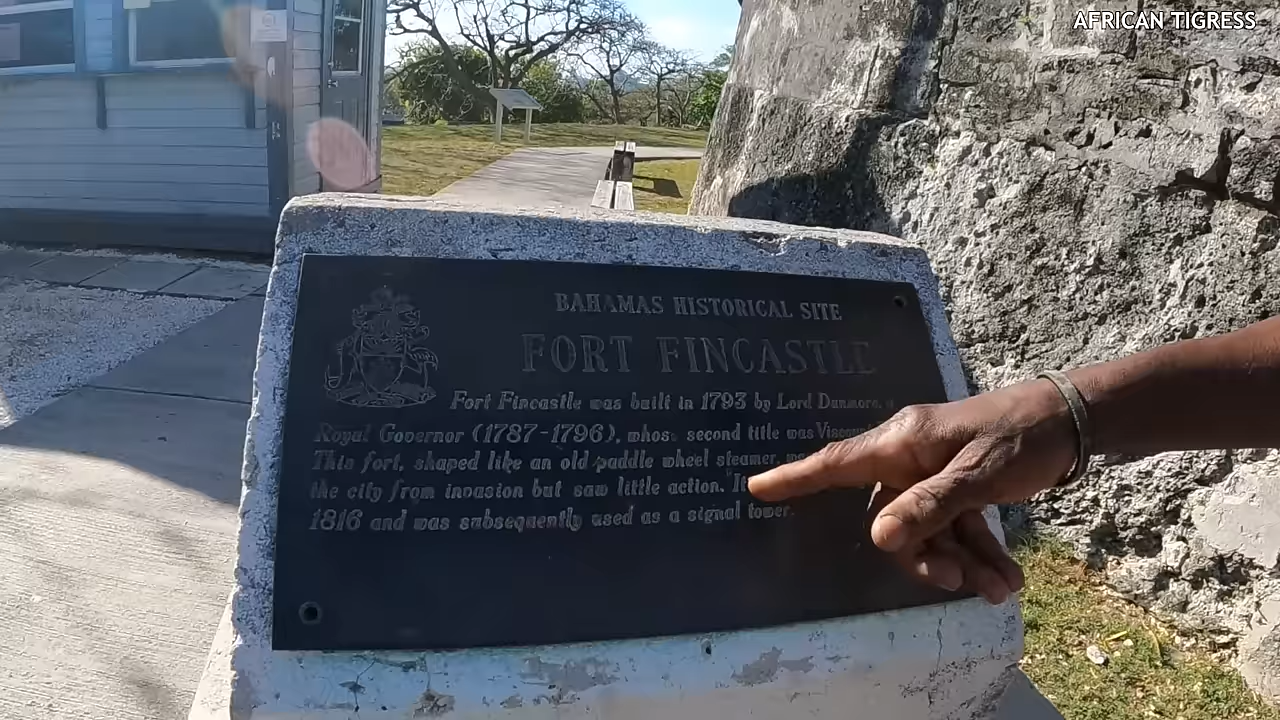 AFRICAN TIGRESS
BAHAMAS HISTORICAL SITE
FORT FINCASTLE
Fort Fincastle was built in 1793 by Lord Dunmore,
Royal Governor (1787-1796), whose second title was
This fort, shaped like an old paddle wheel steamer,
the city from invasion but saw little action. It
1816 and was subsequently used as a signal tower.